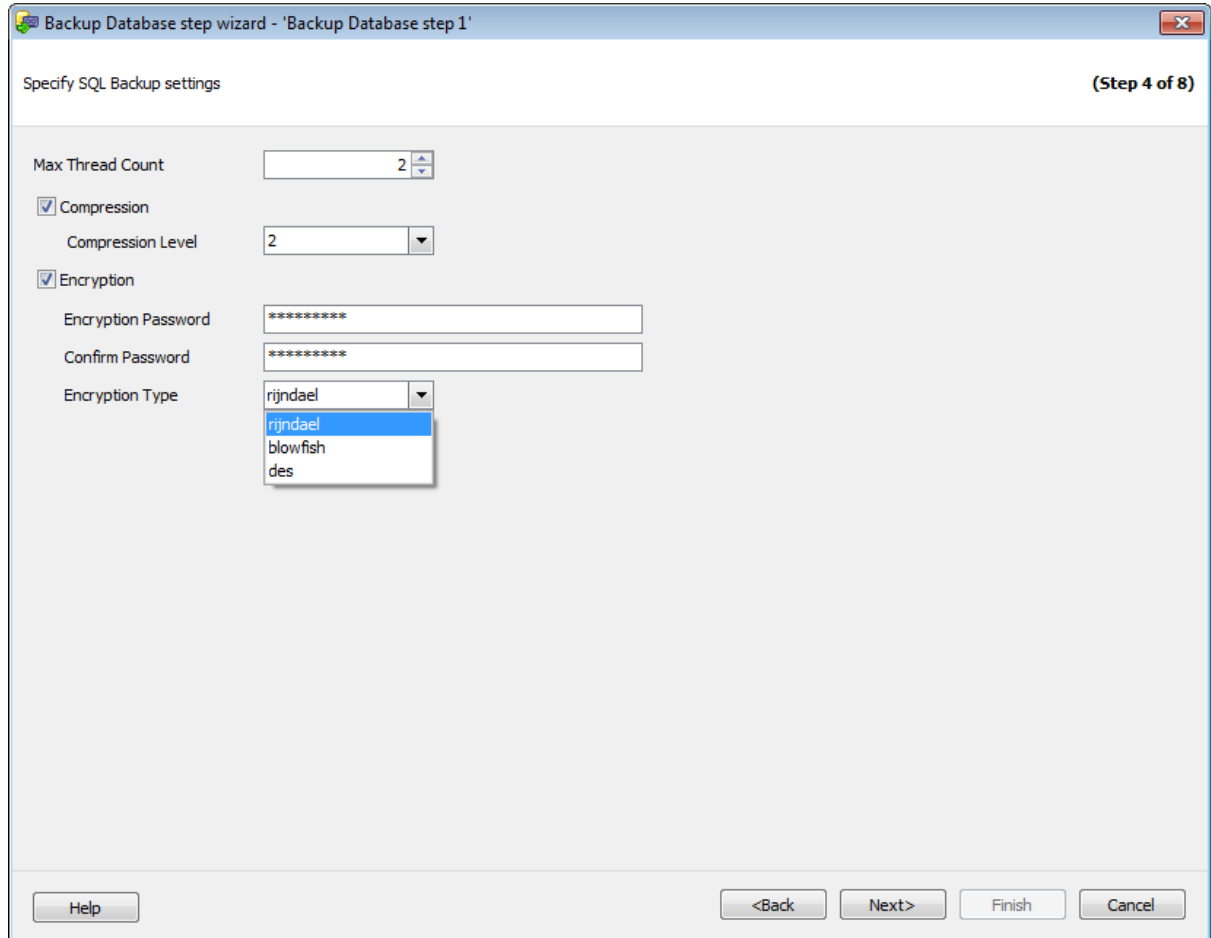 Backup Database step wizard - 'Backup Database step 1'
Specify SQL Backup settings
(Step 4 of 8)
Max Thread Count
2
Compression
Compression Level
2
Encryption
Encryption Password
*********
Confirm Password
*********
Encryption Type
rijndael
rijndael
blowfish
des
Help
<Back
Next>
Finish
Cancel